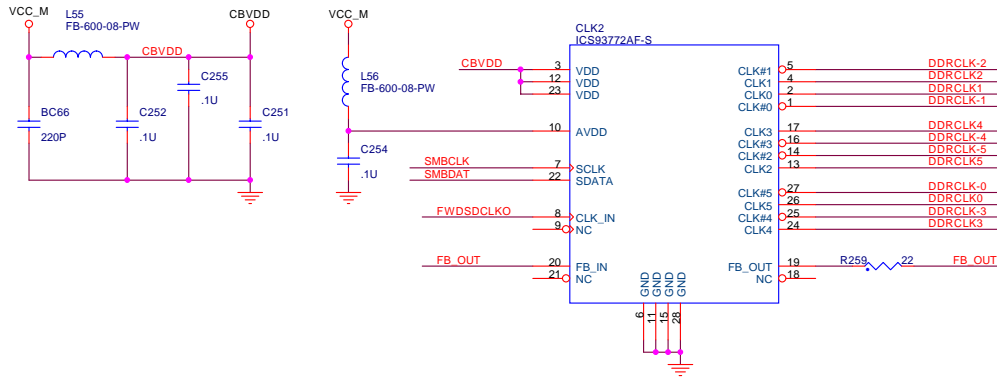 VCC_M
L55
FB-600-08-PW
CBVDD
CBVDD
BC66
220P
C252
.1U
C255
.1U
C251
.1U
VCC_M
L56
FB-600-08-PW
C254
.1U
CLK2
ICS93772AF-S
CBVDD
3
12
23
VDD
VDD
VDD
10
AVDD
SMBCLK
7
SCLK
SMBDAT
22
SDATA
FWDSDCLKO
8
CLK_IN
9
NC
FB_OUT
20
FB_IN
21
NC
CLK#1
5
DDRCLK-2
CLK1
4
DDRCLK2
CLK0
2
DDRCLK1
CLK#0
1
DDRCLK-1
CLK3
17
DDRCLK4
CLK#3
16
DDRCLK-4
CLK#2
14
DDRCLK-5
CLK2
13
DDRCLK5
CLK#5
27
DDRCLK-0
CLK5
26
DDRCLK0
CLK#4
25
DDRCLK-3
CLK4
24
DDRCLK3
FB_OUT
19
R259
22
FB_OUT
NC
18
GND
GND
GND
GND
6
11
15
28